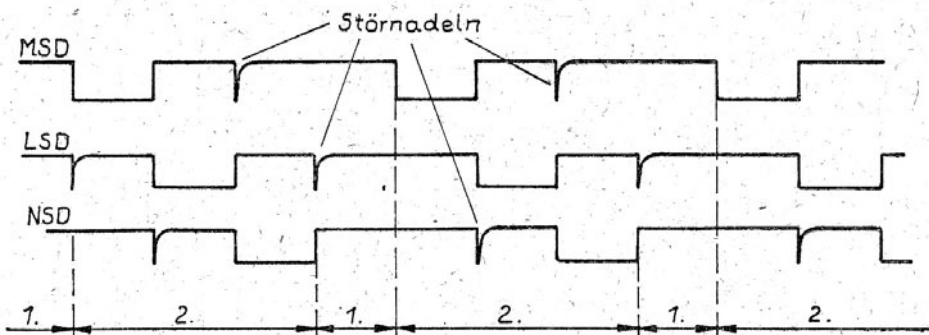 Störnadeln
MSD
LSD
NSD
1. 2. 1. 2. 1. 2.